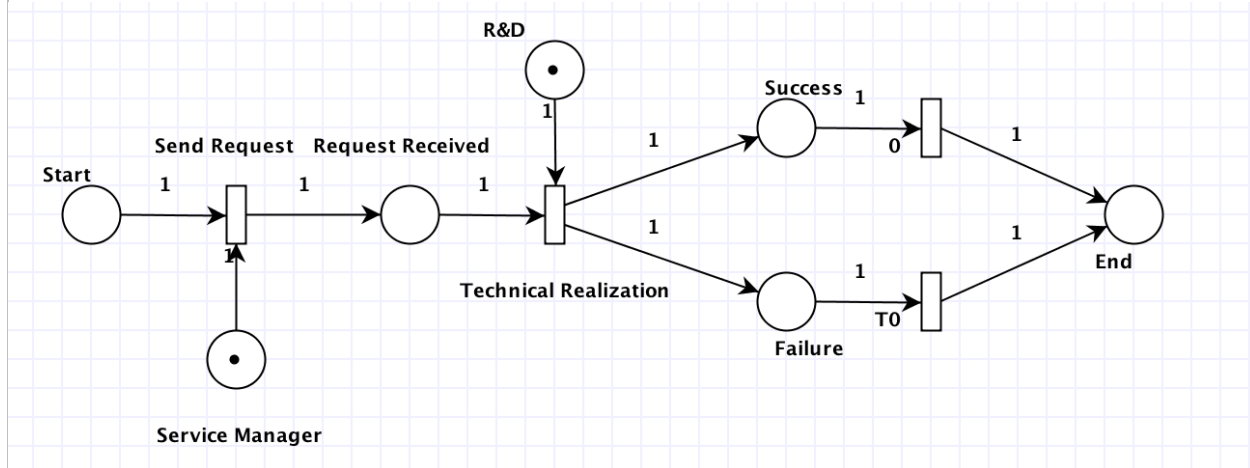 R&D
1
Success
1
Send Request
Request Received
1
1
0
Start
1
1
1
1
1
1
1
End
Technical Realization
T0
Failure
Service Manager